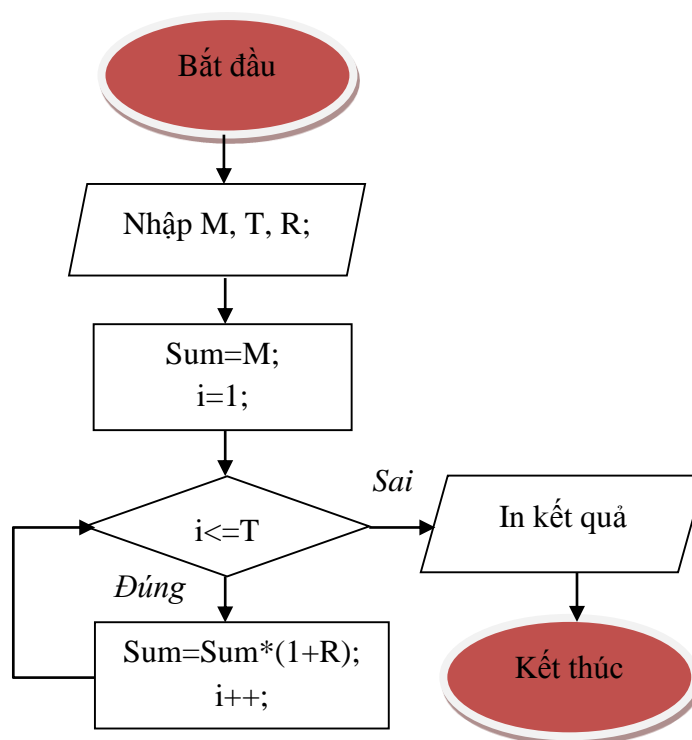 Bắt đầu
Nhập M, T, R;
Sum=M;
i=1;
i<=T
Sai
In kết quả
Đúng
Sum=Sum*(1+R);
i++;
Kết thúc